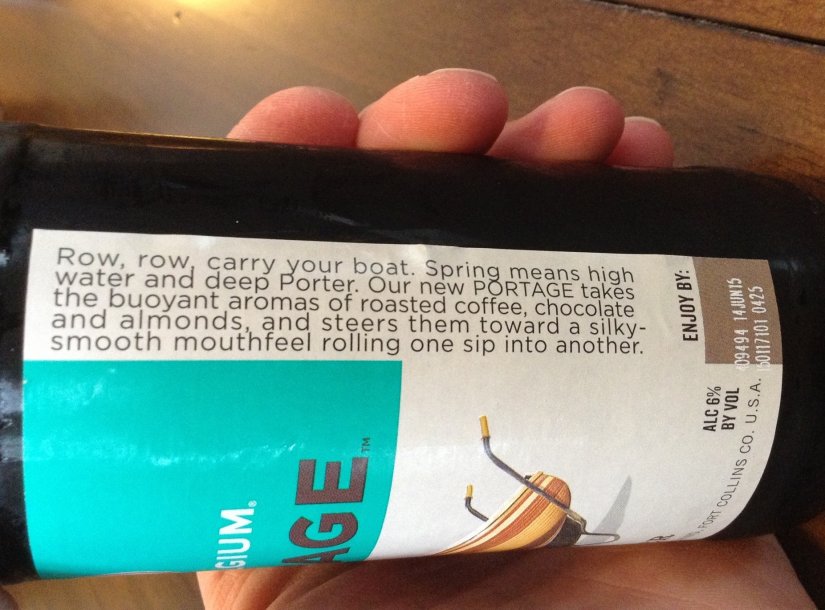 Row, row, carry your boat. Spring means high
water and deep Porter. Our new PORTAGE takes
the buoyant aromas of roasted coffee, chocolate
and almonds, and steers them toward a silky-
smooth mouthfeel rolling one sip into another.
GIUM®
AGE™
ENJOY BY:
09494 14JUN15
150117101 0425
ALC 6%
BY VOL
FORT COLLINS CO. U.S.A.
R